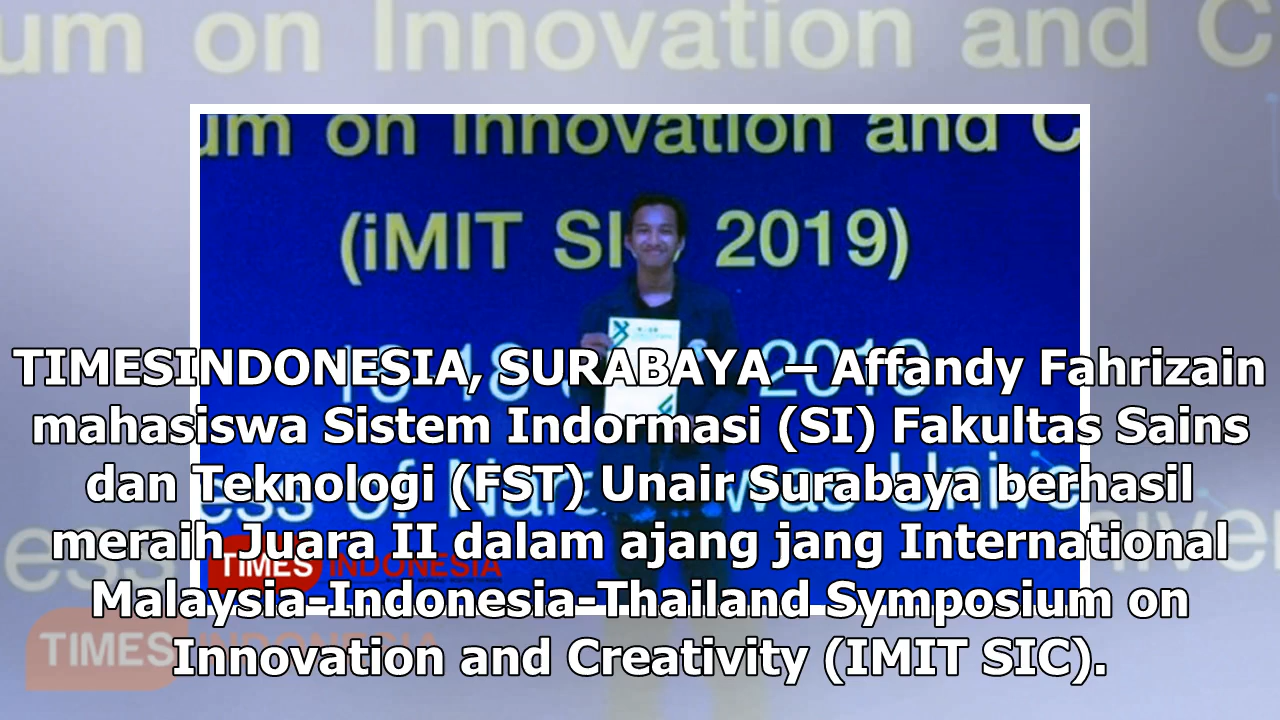 um on Innovation and C
um on Innovation and C
(iMIT SIC 2019)
2019
TIMESINDONESIA, SURABAYA – Affandy Fahrizain
mahasiswa Sistem Indormasi (SI) Fakultas Sains
dan Teknologi (FST) Unair Surabaya berhasil
meraih Juara II dalam ajang jang International
Malaysia-Indonesia-Thailand Symposium on
Innovation and Creativity (IMIT SIC).
TIMES INDONESIA
TIMES INDONESIA